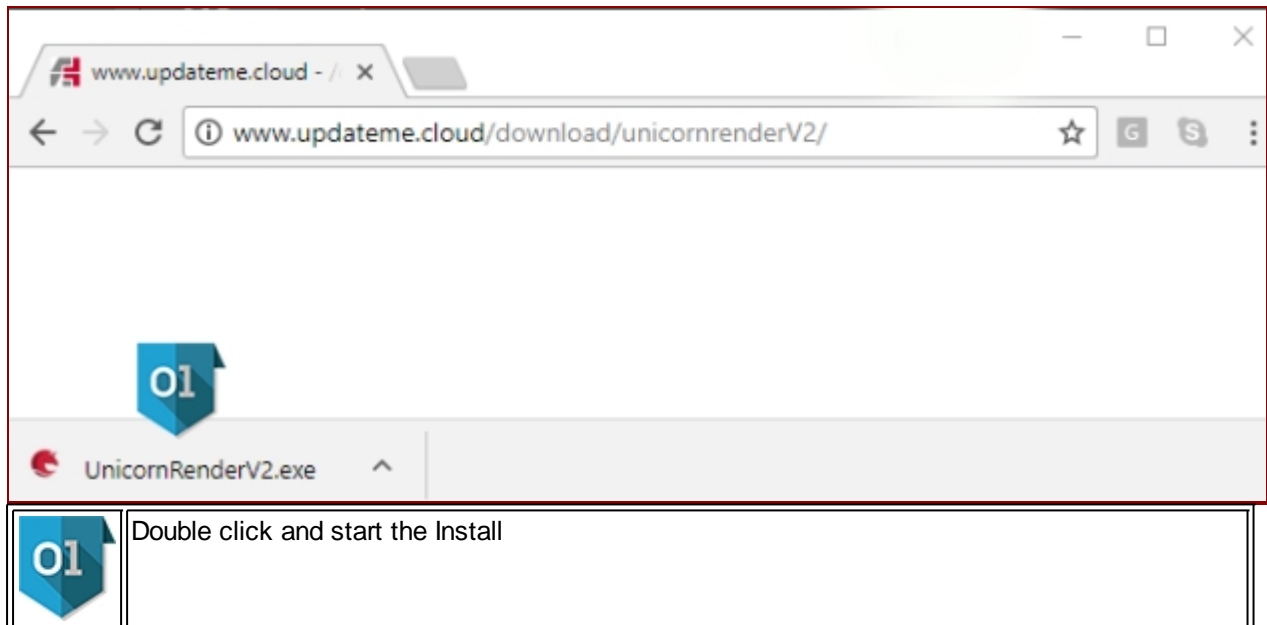 www.updateme.cloud - /
www.updateme.cloud/download/unicornrenderV2/
G
S
01
UnicornRenderV2.exe
01
Double click and start the Install